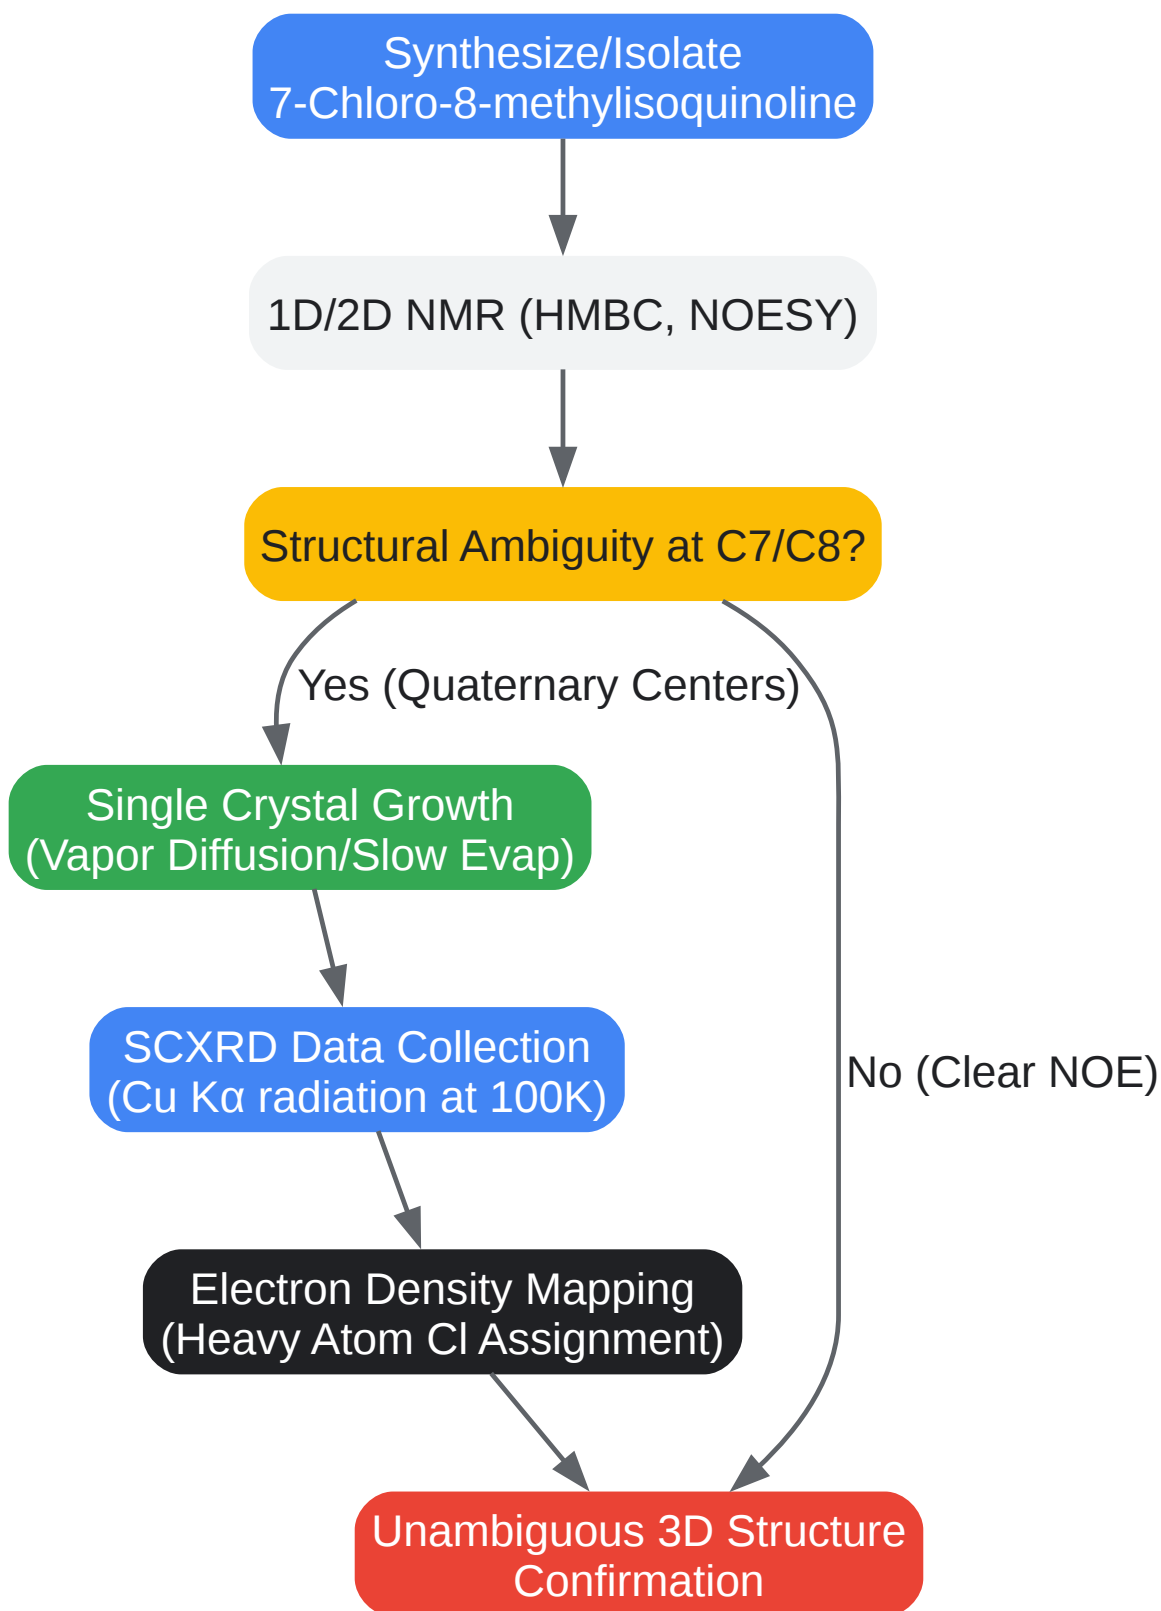 Synthesize/Isolate
7-Chloro-8-methylisoquinoline
1D/2D NMR (HMBC, NOESY)
Structural Ambiguity at C7/C8?
Yes (Quaternary Centers)
Single Crystal Growth
(Vapor Diffusion/Slow Evap)
SCXRD Data Collection
(Cu Kα radiation at 100K)
No (Clear NOE)
Electron Density Mapping
(Heavy Atom Cl Assignment)
Unambiguous 3D Structure
Confirmation